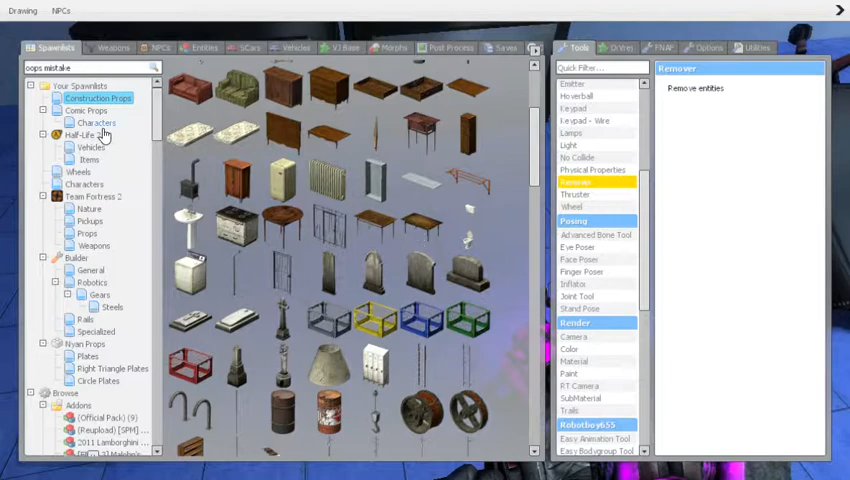 Drawing NPCs
Spawnlists Weapons NPCs Entities SCars Vehicles VJ Base Morphs Post Process Saves
oops mistake
Your Spawnlists
Construction Props
Comic Props
Characters
Half-Life 2
Vehicles
Items
Wheels
Characters
Team Fortress 2
Nature
Pickups
Props
Weapons
Builder
General
Robotics
Gears
Steels
Rails
Specialized
Nyan Props
Plates
Right Triangle Plates
Circle Plates
Browse
Addons
(Official Pack) (9)
(Reupload) [SPM] ...
2011 Lamborghini ...
Tools DrVrej FNAF Options Utilities
Quick Filter...
Emitter
Hoverball
Keypad
Keypad - Wire
Lamps
Light
No Collide
Physical Properties
Remover
Thruster
Wheel
Posing
Advanced Bone Tool
Eye Poser
Face Poser
Finger Poser
Inflator
Joint Tool
Stand Pose
Render
Camera
Color
Material
Paint
RT Camera
SubMaterial
Trails
Robotboy655
Easy Animation Tool
Easy Bodygroup Tool
Remover
Remove entities